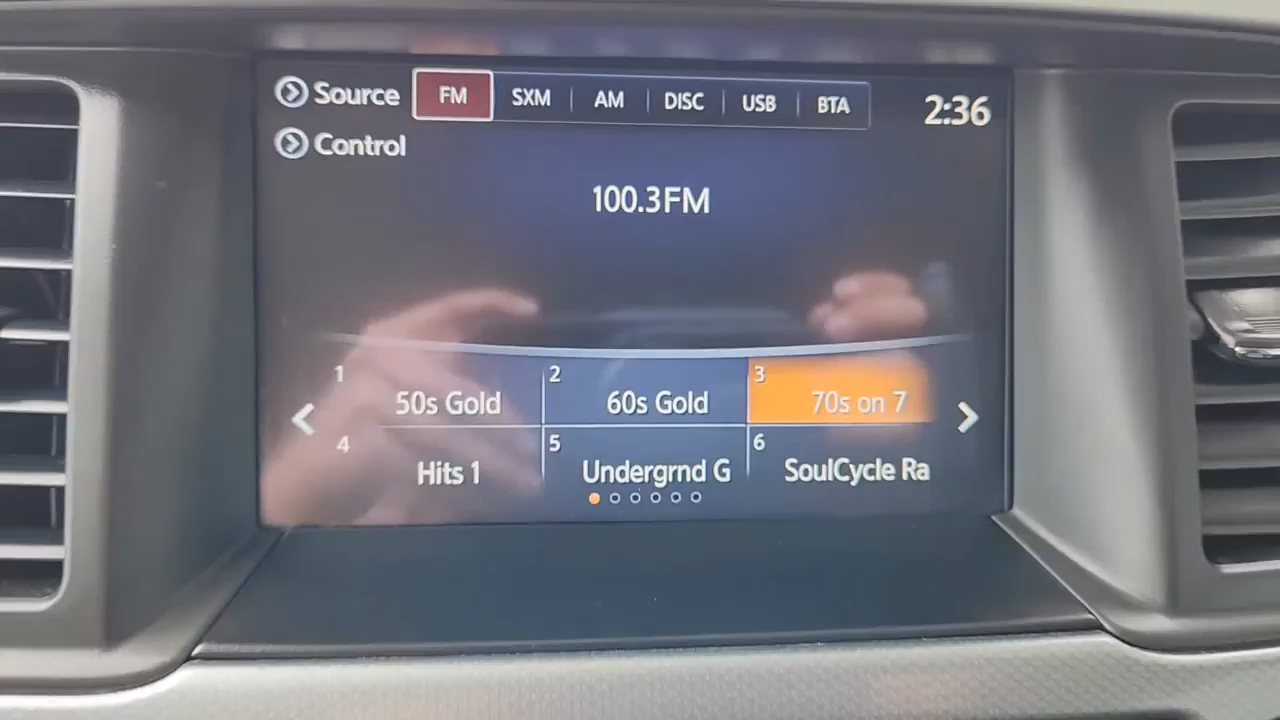 Source FM SXM AM DISC USB BTA 2:36
Control
100.3FM
1 50s Gold 2 60s Gold 3 70s on 7
4 Hits 1 5 Undergrnd G 6 SoulCycle Ra